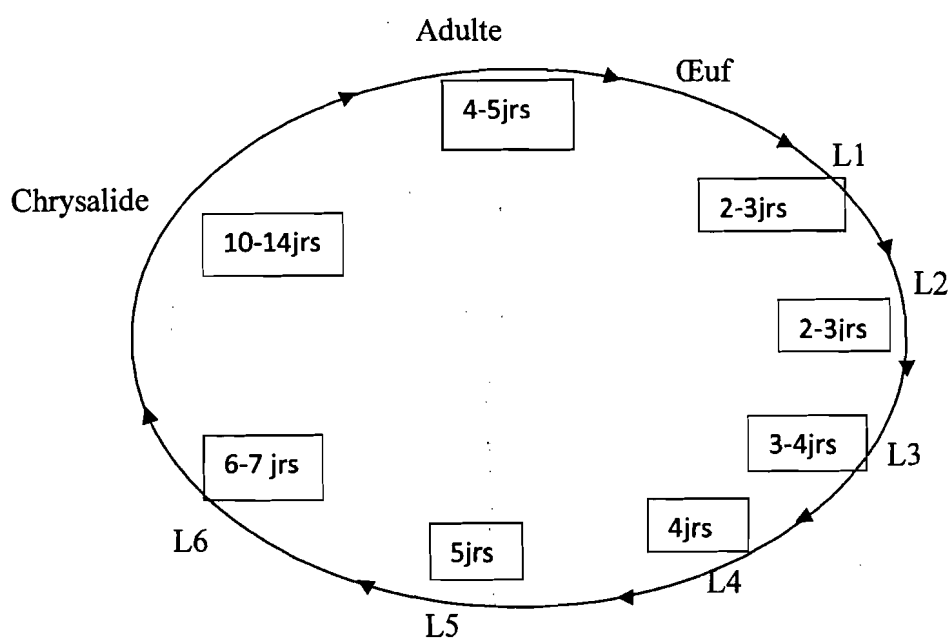 Adulte
Œuf
4-5jrs
L1
2-3jrs
Chrysalide
10-14jrs
L2
2-3jrs
3-4jrs
L3
6-7 jrs
4jrs
L6
5jrs
L4
L5